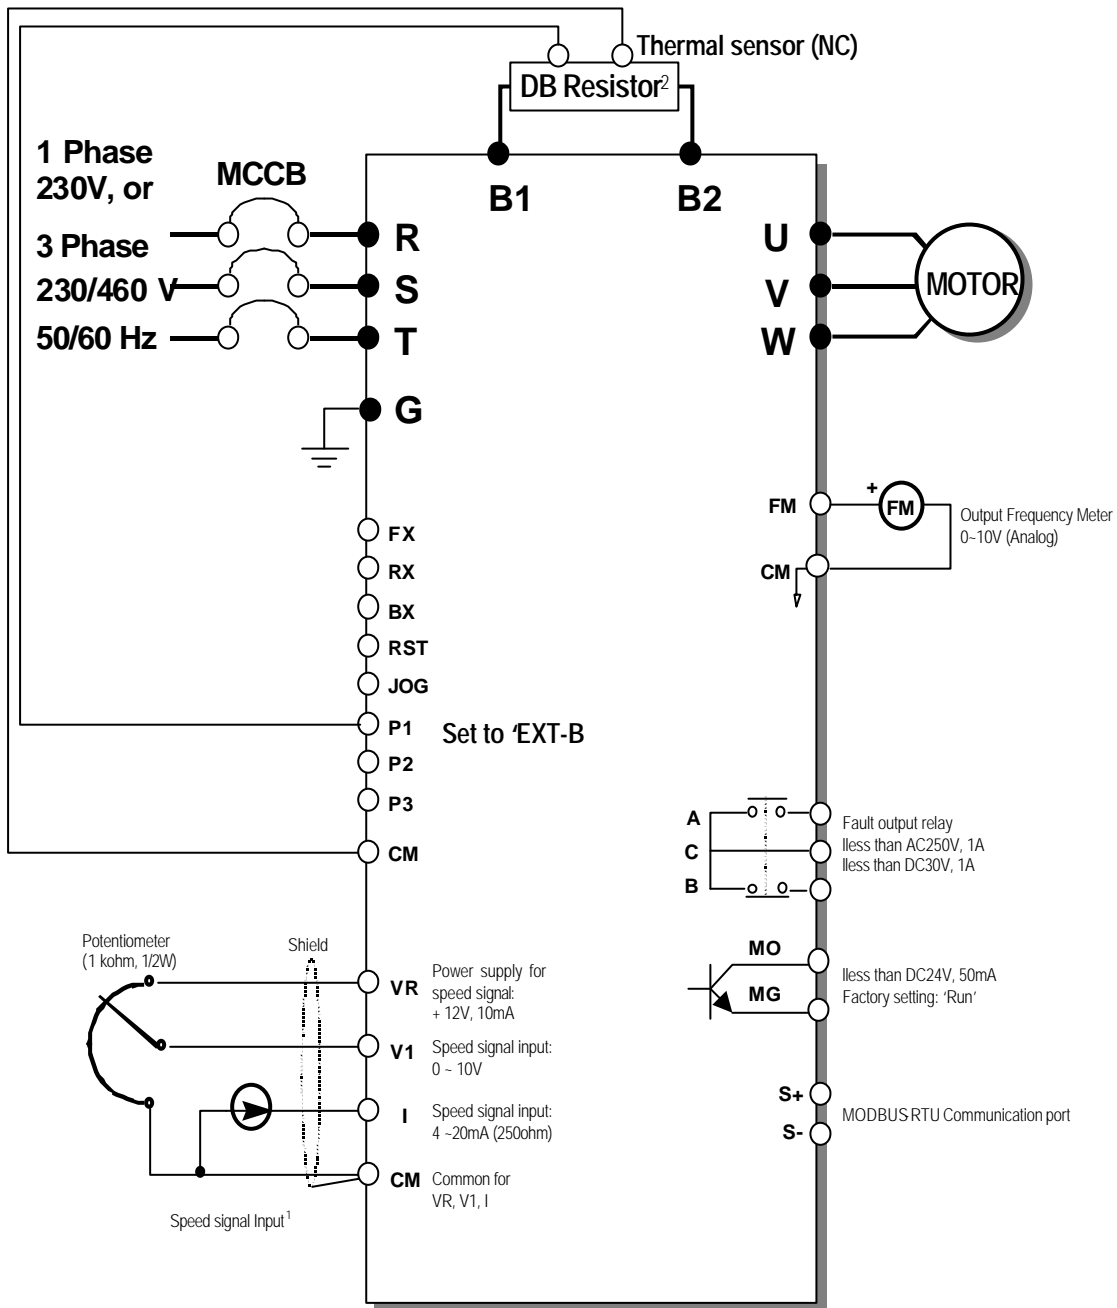 Thermal sensor (NC)
DB Resistor2
1 Phase
230V, or
MCCB
B1
B2
3 Phase
230/460 V
50/60 Hz
R
S
T
G
U
V
W
MOTOR
FX
RX
BX
RST
JOG
P1
Set to ‘EXT-B
P2
P3
CM
FM
+
FM
Output Frequency Meter
0~10V (Analog)
CM
A
C
B
Fault output relay
lless than AC250V, 1A
lless than DC30V, 1A
MO
MG
lless than DC24V, 50mA
Factory setting: ‘Run’
S+
S-
MODBUS RTU Communication port
Potentiometer
(1 kohm, 1/2W)
Shield
VR
Power supply for
speed signal:
+ 12V, 10mA
V1
Speed signal input:
0 ~ 10V
I
Speed signal input:
4 ~20mA (250ohm)
CM
Common for
VR, V1, I
Speed signal Input 1